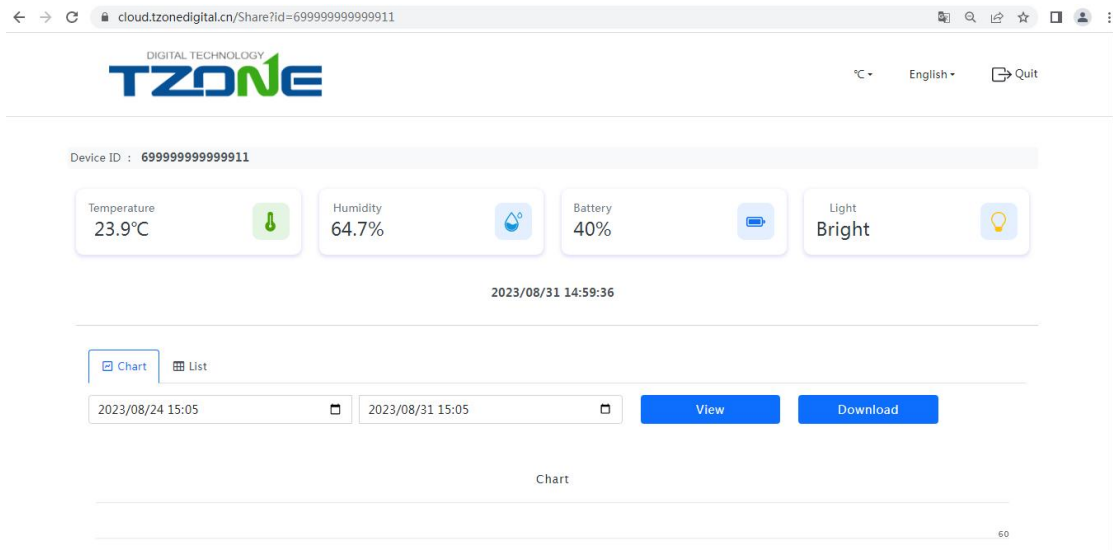 cloud.tzonedigital.cn/Share?id=699999999999911
DIGITAL TECHNOLOGY
TZONE
℃ English Quit
Device ID : 699999999999911
Temperature
23.9℃
Humidity
64.7%
Battery
40%
Light
Bright
2023/08/31 14:59:36
Chart List
2023/08/24 15:05 2023/08/31 15:05 View Download
Chart
60